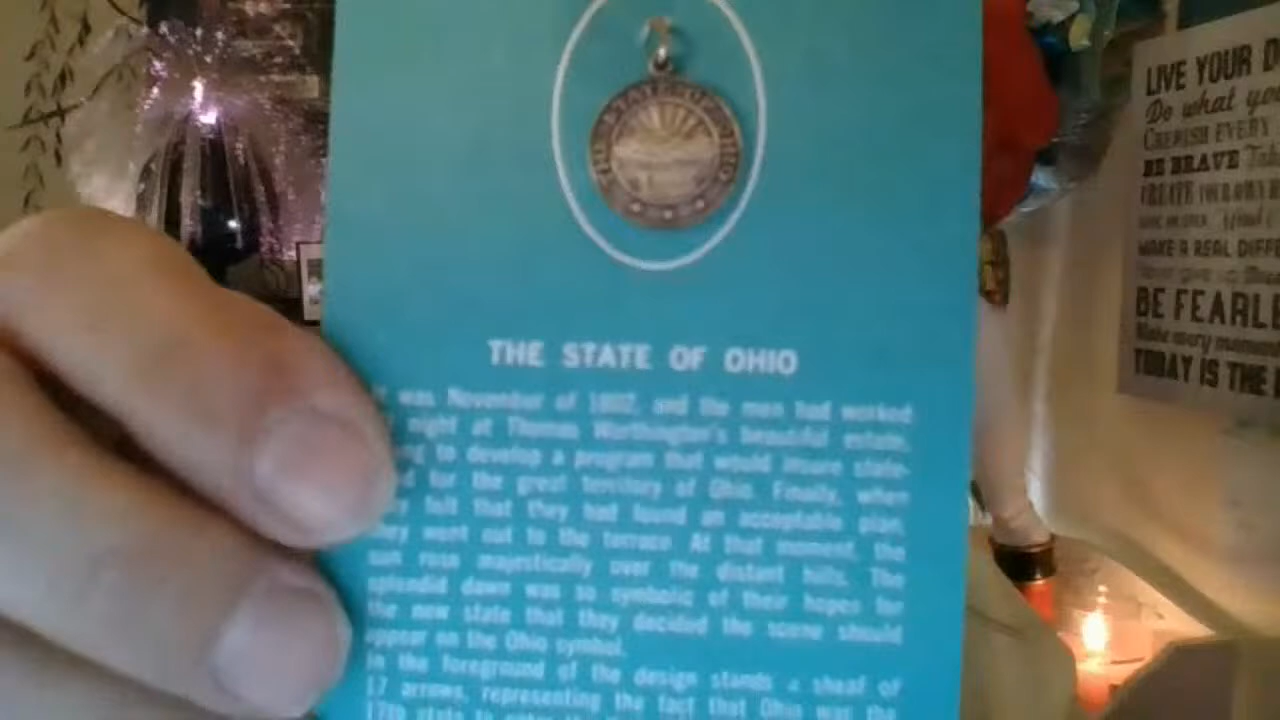 THE STATE OF OHIO
was November of 1802, and the men had worked
night at Thomas Worthington's beautiful estate,
to develop a program that would insure state-
for the great territory of Ohio. Finally, when
felt that they had found an acceptable plan,
they went out to the terrace. At that moment, the
sun rose majestically over the distant hills. The
splendid dawn was so symbolic of their hopes for
the new state that they decided the scene should
appear on the Ohio symbol.
In the foreground of the design stands a sheaf of
17 arrows, representing the fact that Ohio was the
17th state to
LIVE YOUR D
Do what you
CHERISH EVERY
BE BRAVE Take
MAKE A REAL DIFFE
BE FEARLE
TODAY IS THE